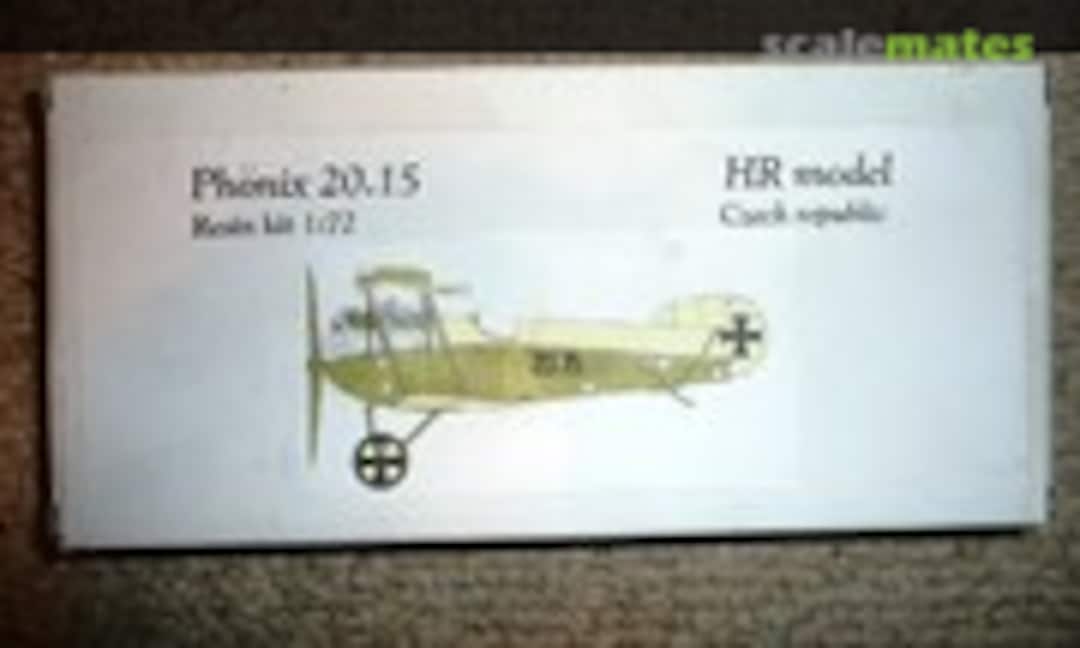 scalemates
Phönix 20.15
HR model
Resin kit 1:72
Czech republic